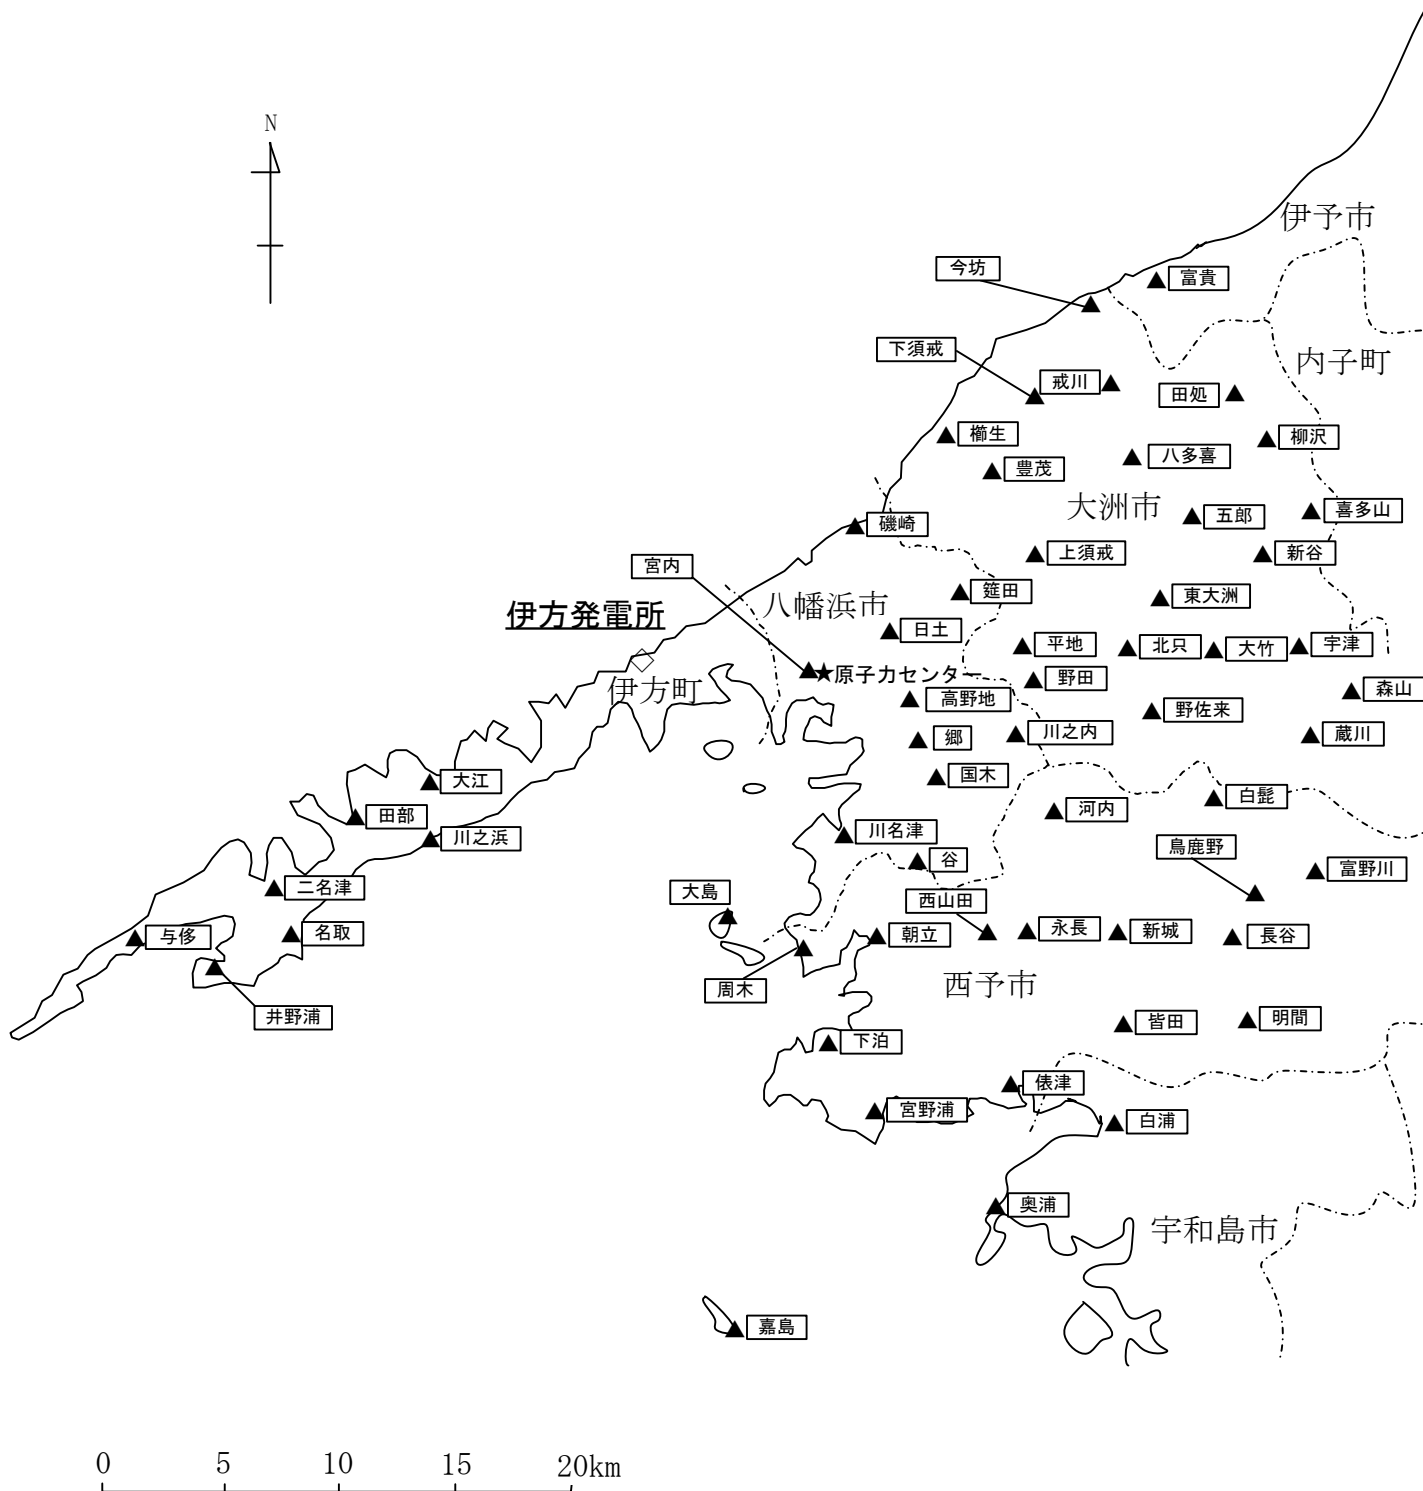 N
伊予市
今坊
富貴
下須戒
内子町
戒川
田処
櫛生
柳沢
豊茂
八多喜
大洲市
喜多山
五郎
磯崎
上須戒
新谷
宮内
筵田
東大洲
八幡浜市
伊方発電所
日土
平地
北只
大竹
宇津
原子力センター
野田
森山
伊方町
高野地
野佐来
川之内
蔵川
郷
国木
大江
白髭
河内
田部
川之浜
川名津
鳥鹿野
谷
富野川
二名津
大島
西山田
名取
与侈
朝立
永長
新城
長谷
周木
西予市
井野浦
皆田
明間
下泊
俵津
宮野浦
白浦
奥浦
宇和島市
嘉島
0 5 10 15 20km